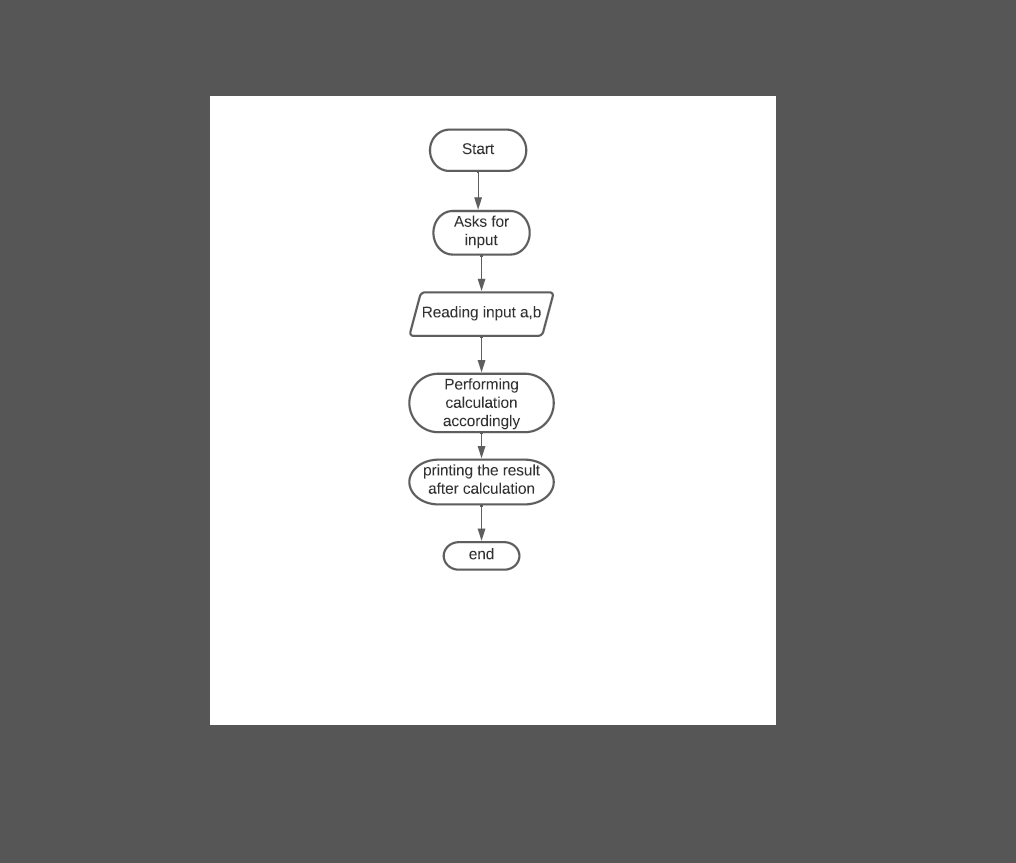 Start
Asks for
input
Reading input a,b
Performing
calculation
accordingly
printing the result
after calculation
end